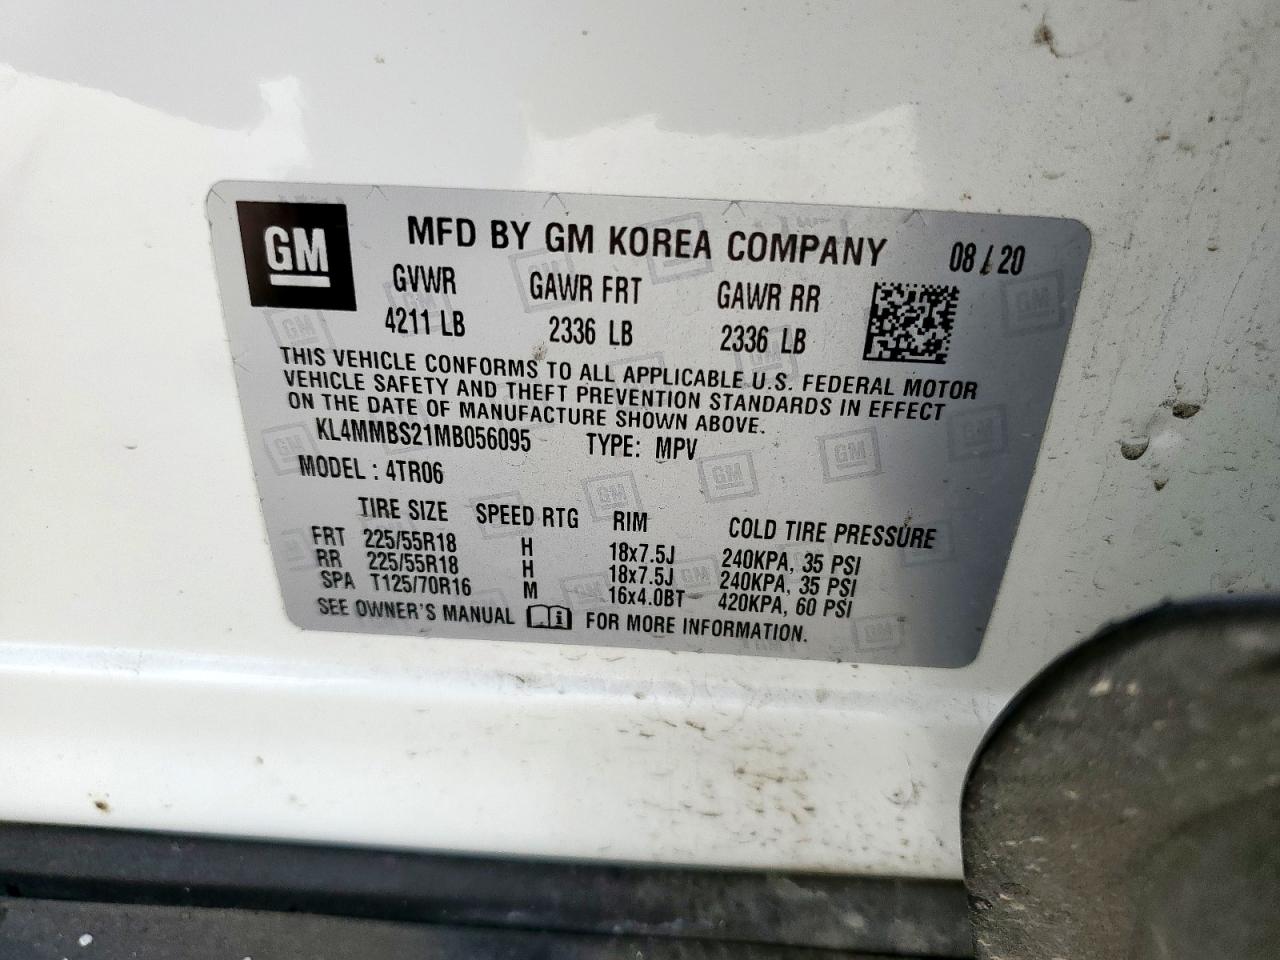 GM
MFD BY GM KOREA COMPANY 08 / 20
GVWR GAWR FRT GAWR RR
4211 LB 2336 LB 2336 LB
THIS VEHICLE CONFORMS TO ALL APPLICABLE U.S. FEDERAL MOTOR
VEHICLE SAFETY AND THEFT PREVENTION STANDARDS IN EFFECT
ON THE DATE OF MANUFACTURE SHOWN ABOVE.
KL4MMBS21MB056095 TYPE: MPV
MODEL : 4TR06
TIRE SIZE SPEED RTG RIM COLD TIRE PRESSURE
FRT 225/55R18 H 18x7.5J 240KPA, 35 PSI
RR 225/55R18 H 18x7.5J 240KPA, 35 PSI
SPA T125/70R16 M 16x4.0BT 420KPA, 60 PSI
SEE OWNER'S MANUAL FOR MORE INFORMATION.